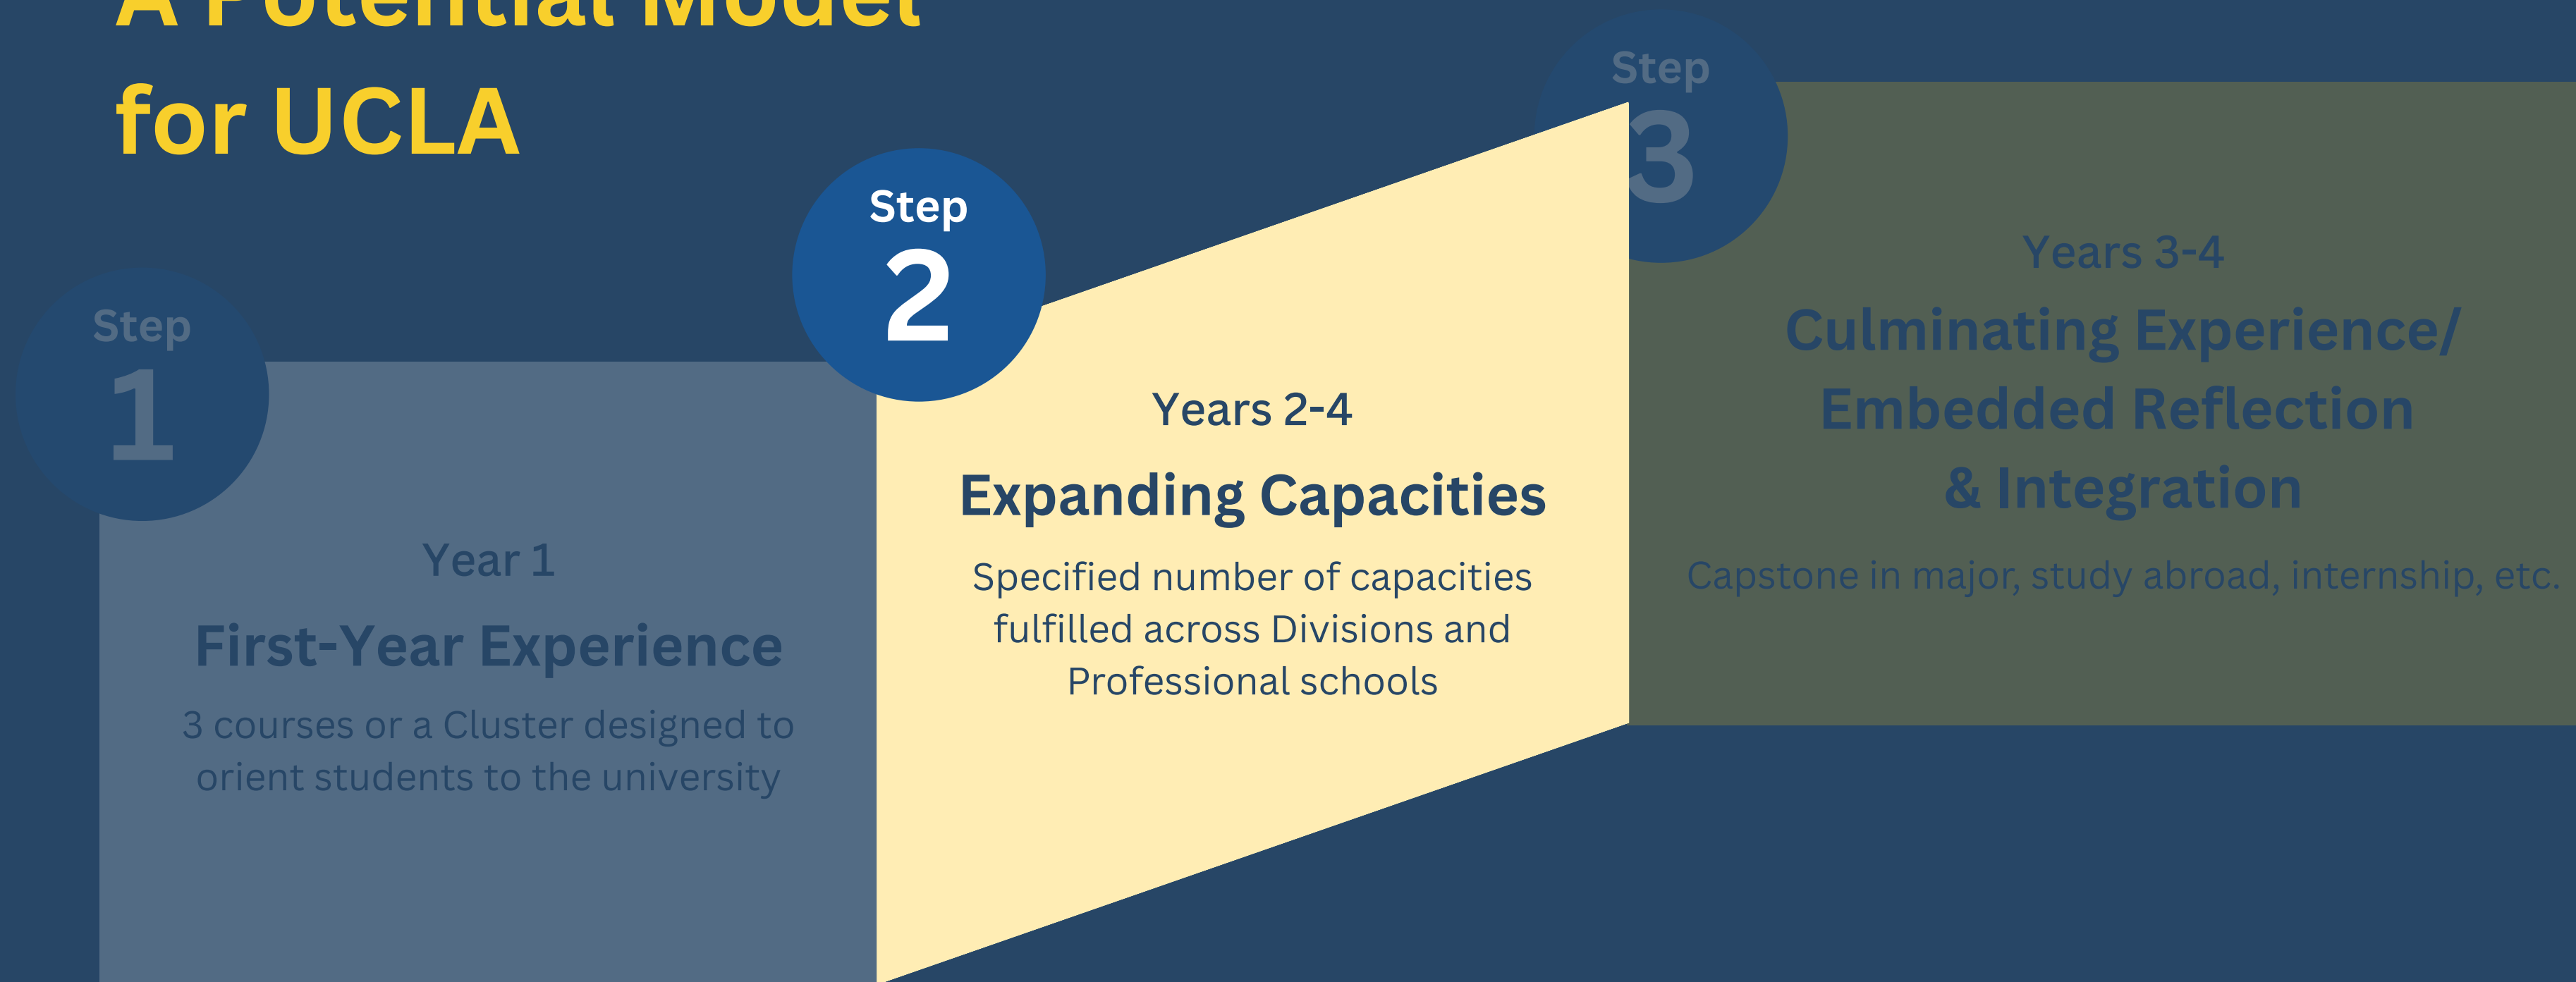 A Potential Model
for UCLA
Step
1
Year 1
First-Year Experience
3 courses or a Cluster designed to
orient students to the university
Step
2
Years 2-4
Expanding Capacities
Specified number of capacities
fulfilled across Divisions and
Professional schools
Step
3
Years 3-4
Culminating Experience/
Embedded Reflection
& Integration
Capstone in major, study abroad, internship, etc.